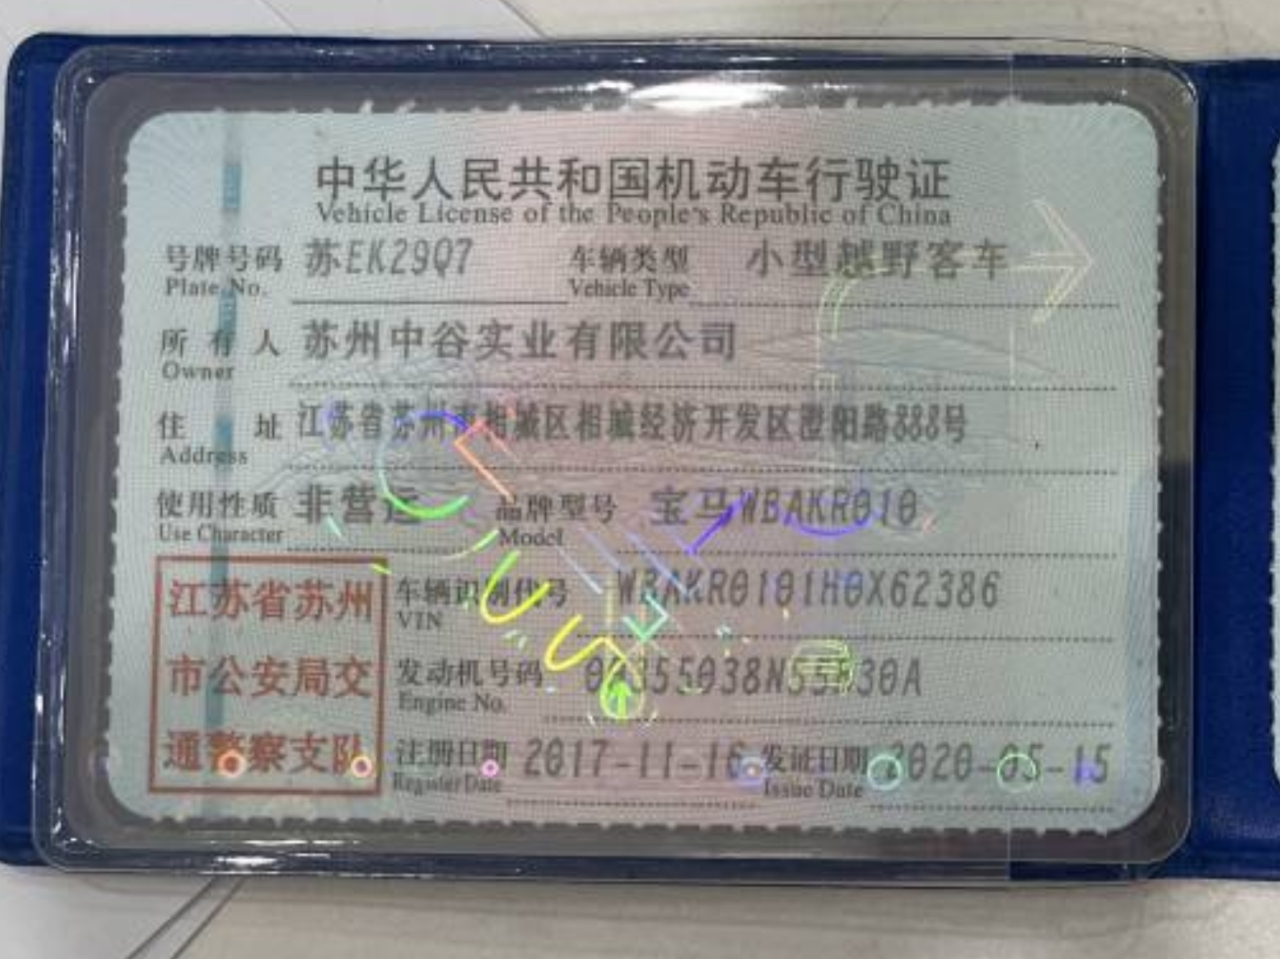 中华人民共和国机动车行驶证
Vehicle License of the People's Republic of China
号牌号码 苏EK29Q7 车辆类型 小型越野客车
Plate No. Vehicle Type
所有人 苏州中谷实业有限公司
Owner
住址 江苏省苏州市相城区相城经济开发区澄阳路888号
Address
使用性质 非营运 品牌型号 宝马WBAKR010
Use Character Model
江苏省苏州
市公安局交
通警察支队
车辆识别代号 WBAKR0101H0X62386
VIN
发动机号码
Engine No.
注册日期 2017-11-16 发证日期 2020-05-15
Register Date Issue Date